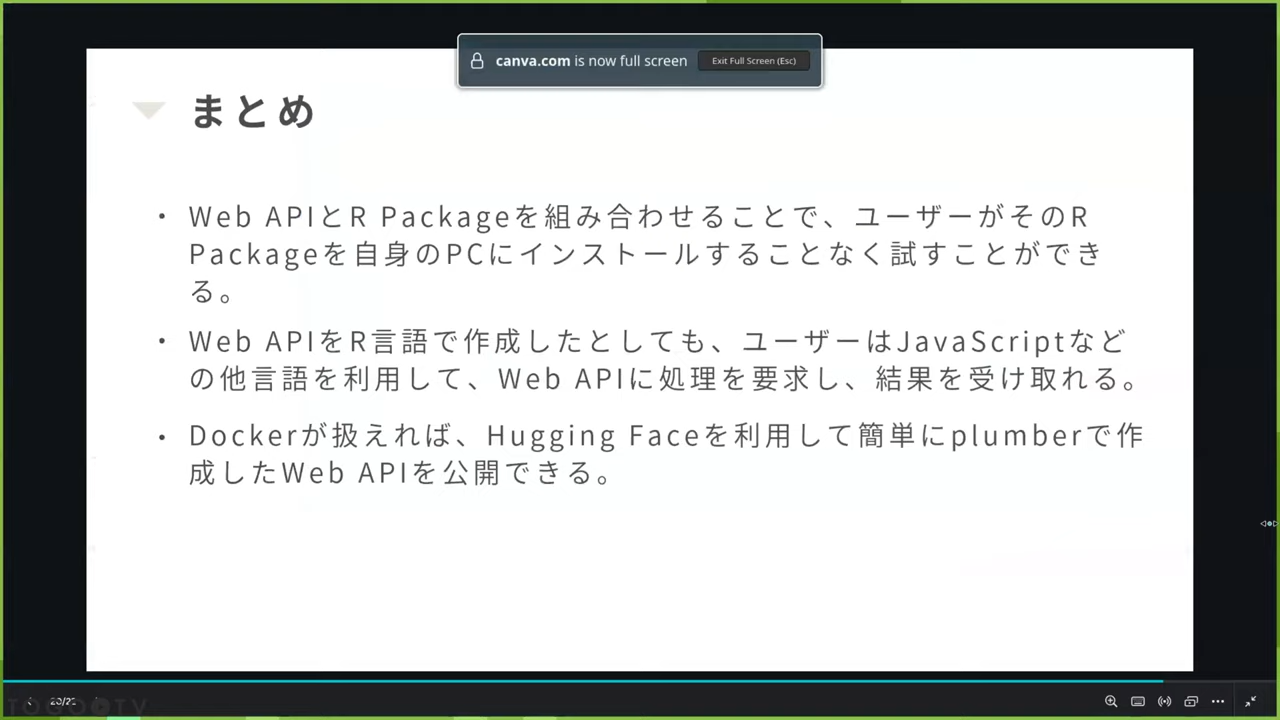 canva.com is now full screen
Exit Full Screen (Esc)
まとめ
・ Web APIとR Packageを組み合わせることで、ユーザーがそのR
Packageを自身のPCにインストールすることなく試すことができ
る。
・ Web APIをR言語で作成したとしても、ユーザーはJavaScriptなど
の他言語を利用して、Web APIに処理を要求し、結果を受け取れる。
・ Dockerが扱えれば、Hugging Faceを利用して簡単にplumberで作
成したWeb APIを公開できる。
TOGOTV